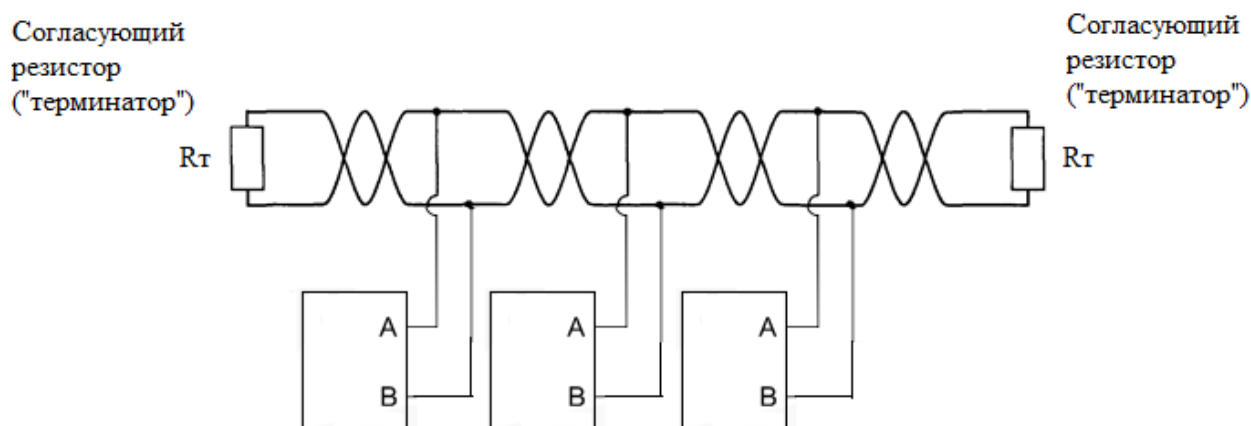 Согласующий
резистор
("терминатор")
Согласующий
резистор
("терминатор")
Rт
Rт
A
A
A
B
B
B